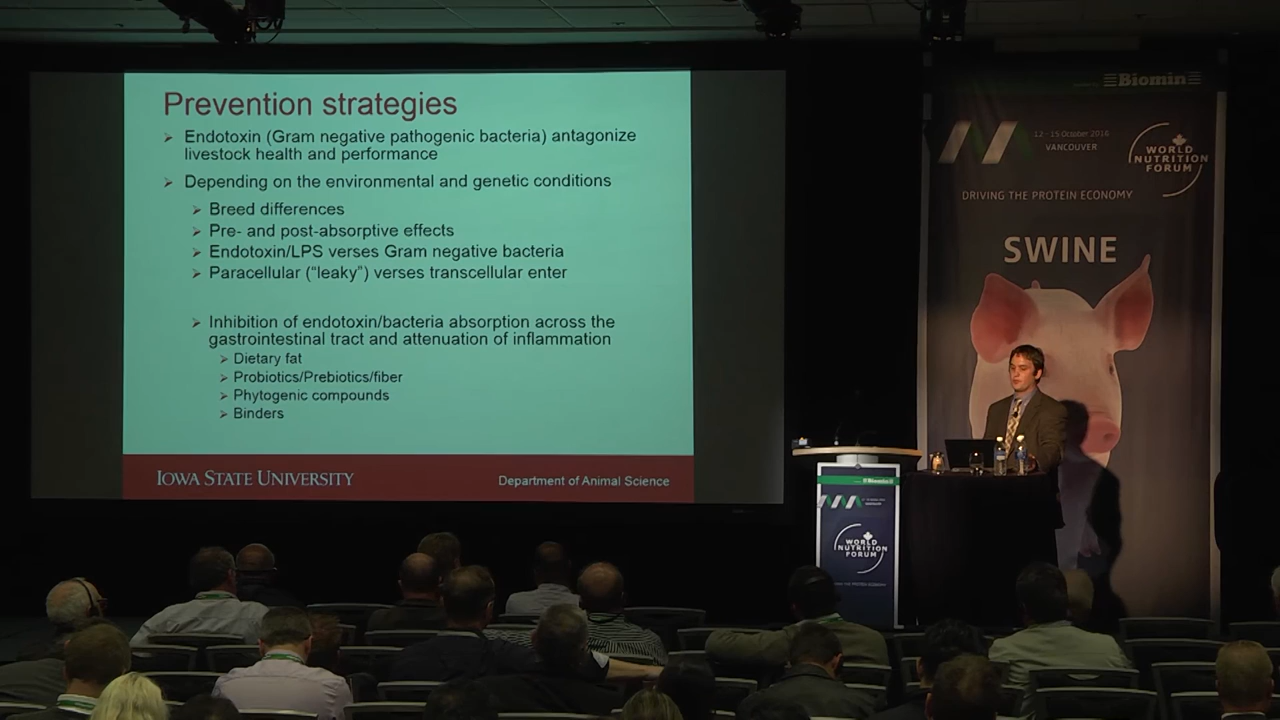 Prevention strategies
Endotoxin (Gram negative pathogenic bacteria) antagonize
livestock health and performance
Depending on the environmental and genetic conditions
Breed differences
Pre- and post-absorptive effects
Endotoxin/LPS verses Gram negative bacteria
Paracellular (“leaky”) verses transcellular enter
Inhibition of endotoxin/bacteria absorption across the
gastrointestinal tract and attenuation of inflammation
Dietary fat
Probiotics/Prebiotics/fiber
Phytogenic compounds
Binders
IOWA STATE UNIVERSITY
Department of Animal Science
Biomin
12 - 15 October 2016
VANCOUVER
WORLD
NUTRITION
FORUM
DRIVING THE PROTEIN ECONOMY
SWINE
Biomin
VANCOUVER
WORLD
NUTRITION
FORUM